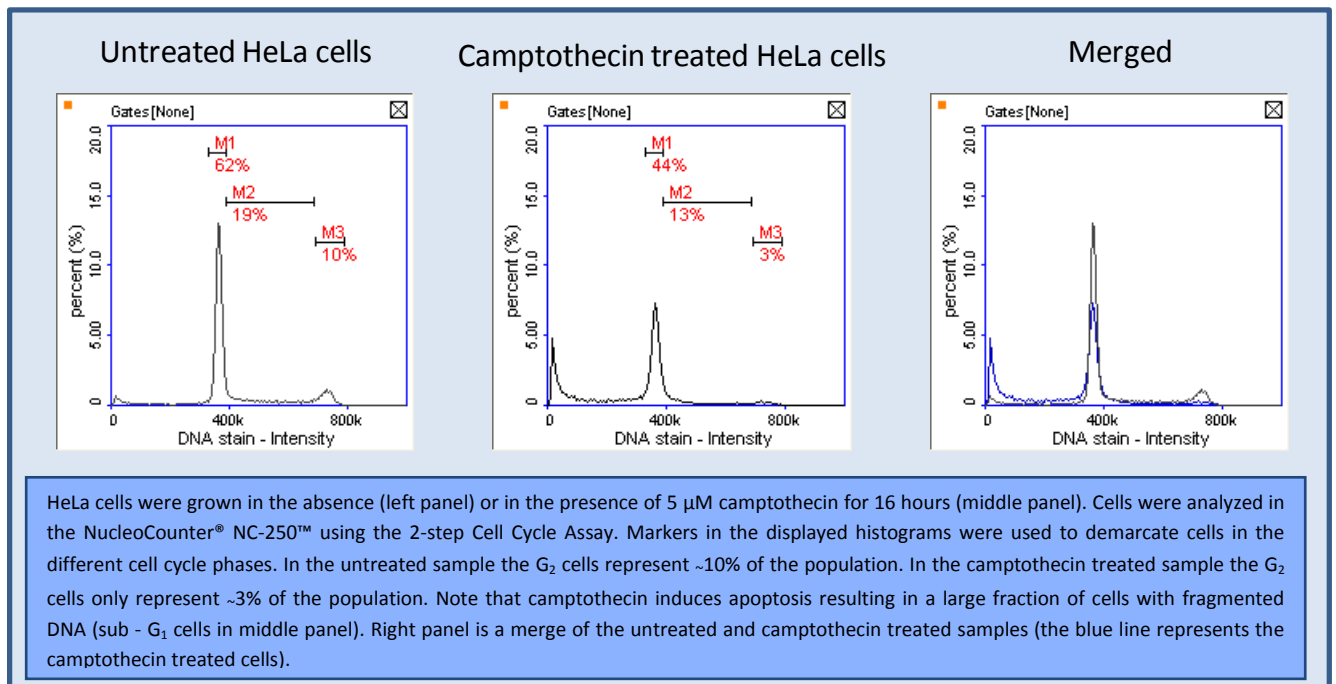 Untreated HeLa cells
Camptothecin treated HeLa cells
Merged
Gates[None]
20.0
15.0
10.0
5.00
0
percent (%)
M1
62%
M2
19%
M3
10%
0
400k
800k
DNA stain - Intensity
Gates[None]
20.0
15.0
10.0
5.00
0
percent (%)
M1
44%
M2
13%
M3
3%
0
400k
800k
DNA stain - Intensity
Gates[None]
20.0
15.0
10.0
5.00
0
percent (%)
0
400k
800k
DNA stain - Intensity
HeLa cells were grown in the absence (left panel) or in the presence of 5 µM camptothecin for 16 hours (middle panel). Cells were analyzed in
the NucleoCounter® NC-250™ using the 2-step Cell Cycle Assay. Markers in the displayed histograms were used to demarcate cells in the
different cell cycle phases. In the untreated sample the G₂ cells represent ~10% of the population. In the camptothecin treated sample the G₂
cells only represent ~3% of the population. Note that camptothecin induces apoptosis resulting in a large fraction of cells with fragmented
DNA (sub - G₁ cells in middle panel). Right panel is a merge of the untreated and camptothecin treated samples (the blue line represents the
camptothecin treated cells).